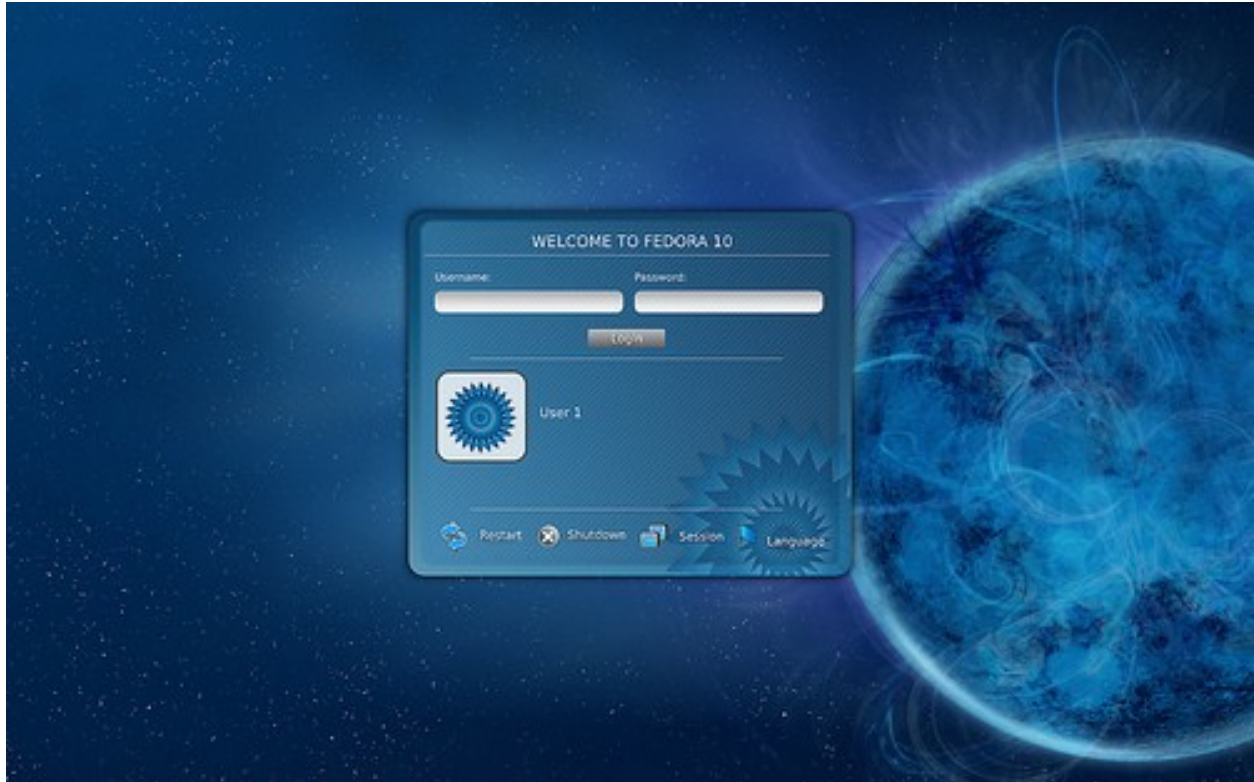 WELCOME TO FEDORA 10
Username: Password:
Login
User 1
Restart Shutdown Session Language